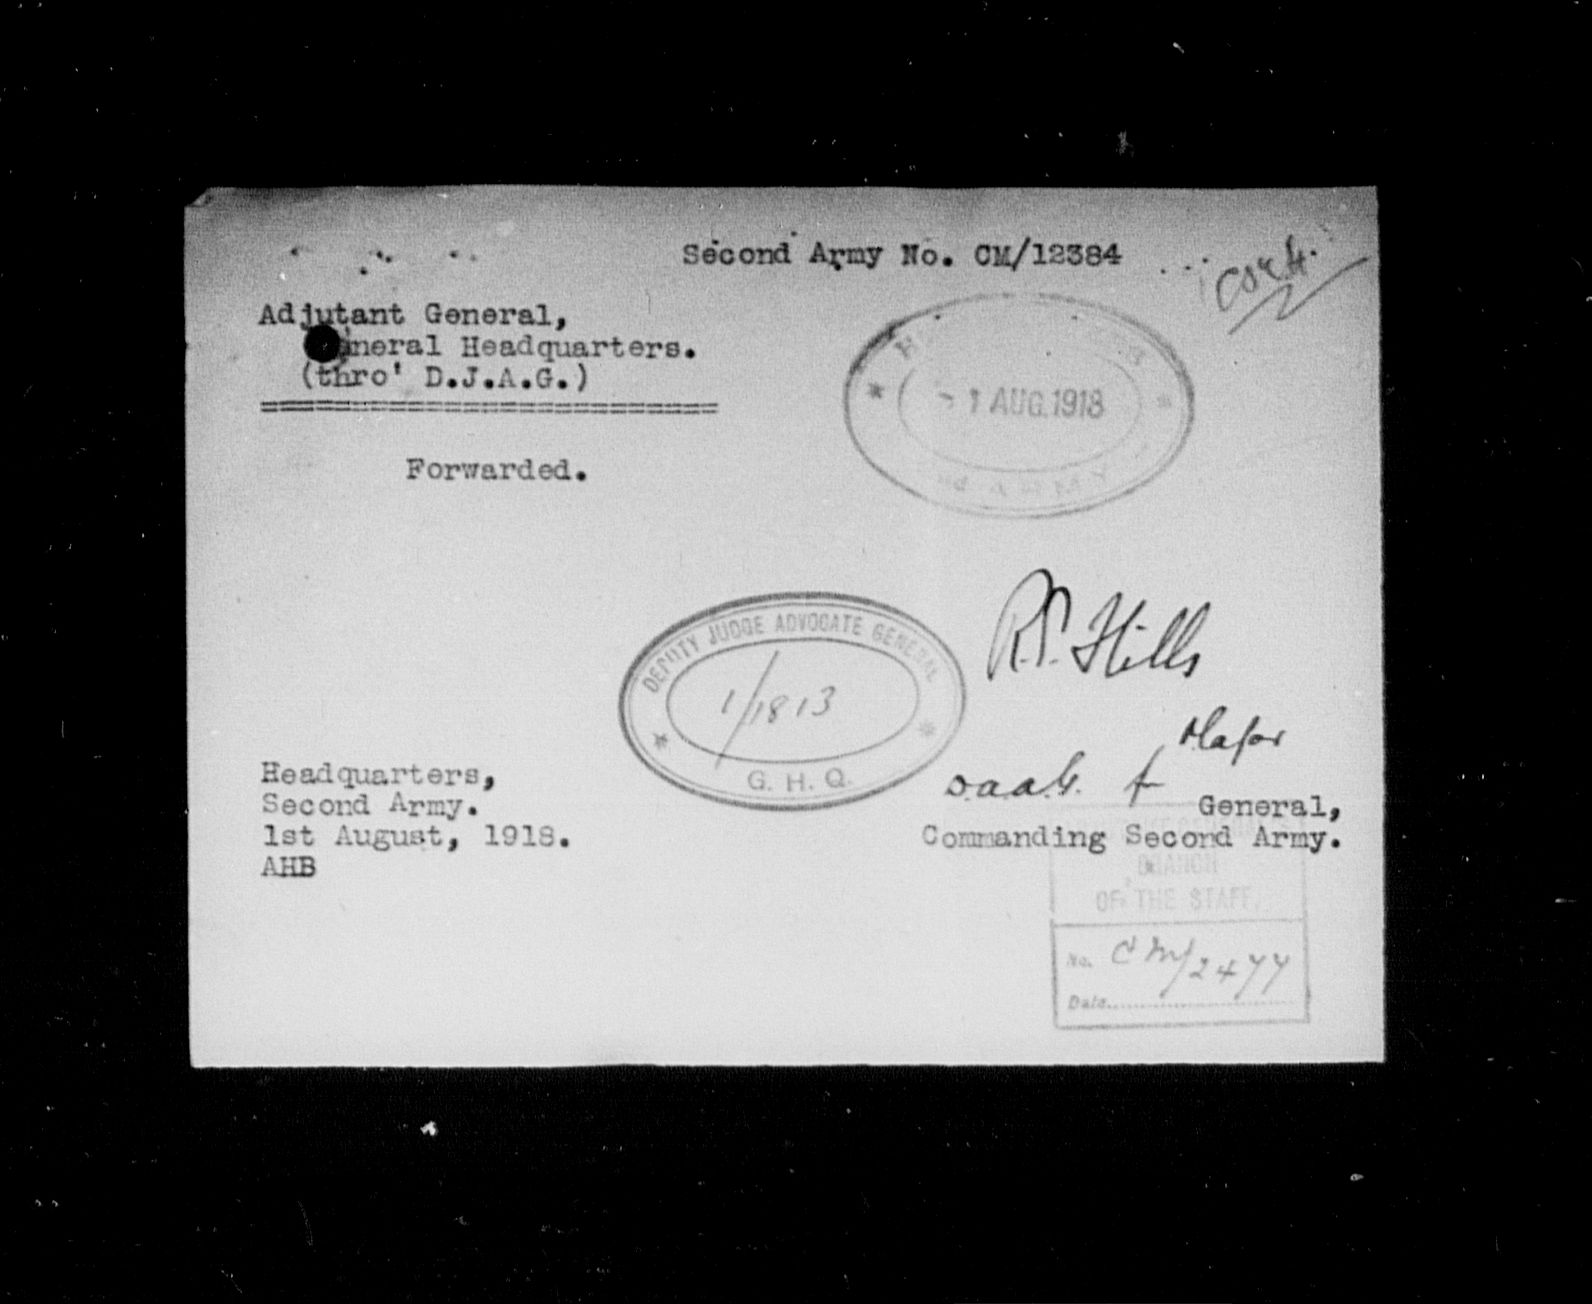 Second Army No. CM/12384
Adjutant General,
General Headquarters.
(thro' D.J.A.G.)
1 AUG.1918
Forwarded.
R.P. Hills
DEPUTY JUDGE ADVOCATE GENERAL
1/1813
G. H. Q.
Major
D.A.A.G. f
General,
Commanding Second Army.
Headquarters,
Second Army.
1st August, 1918.
AHB
BRANCH
OF THE STAFF.
No. CM/2477
Date